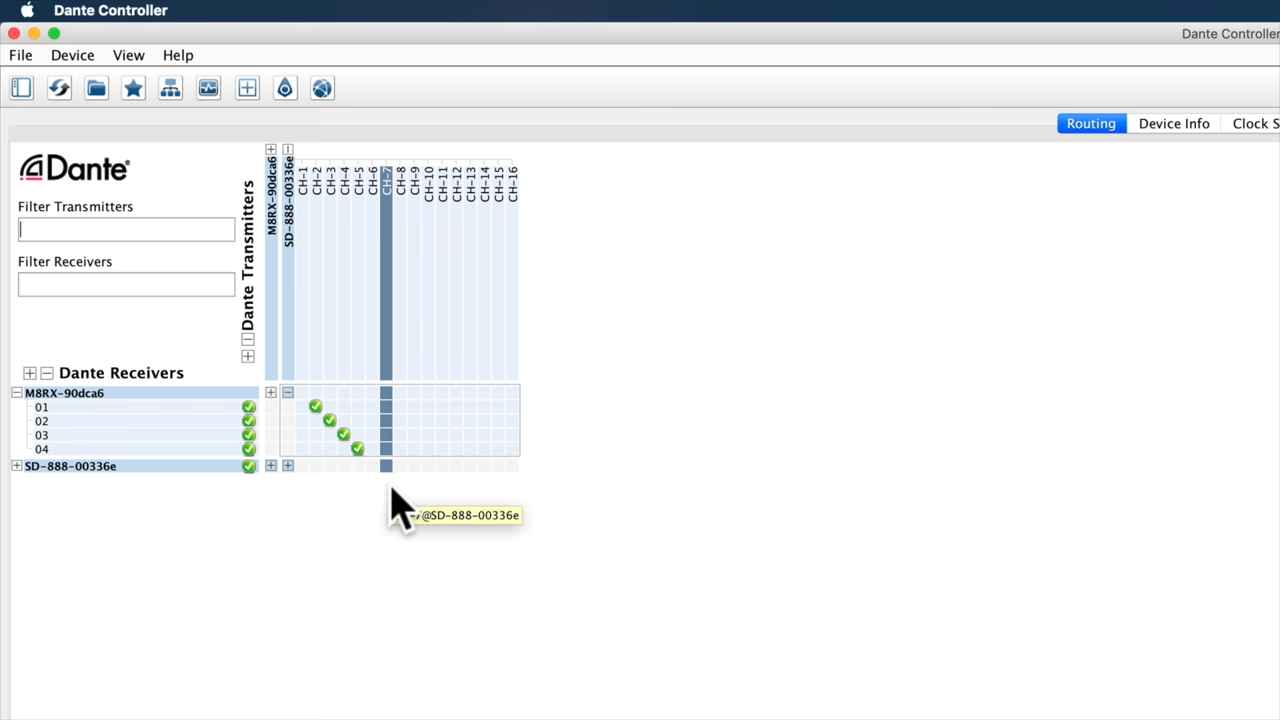 Dante Controller
Dante Controller
File Device View Help
Routing Device Info Clock S
Dante
Filter Transmitters
Filter Receivers
Dante Transmitters
M8RX-90dca6
SD-888-00336e
CH-1
CH-2
CH-3
CH-4
CH-5
CH-6
CH-7
CH-8
CH-9
CH-10
CH-11
CH-12
CH-13
CH-14
CH-15
CH-16
Dante Receivers
M8RX-90dca6
01
02
03
04
SD-888-00336e
-7@SD-888-00336e